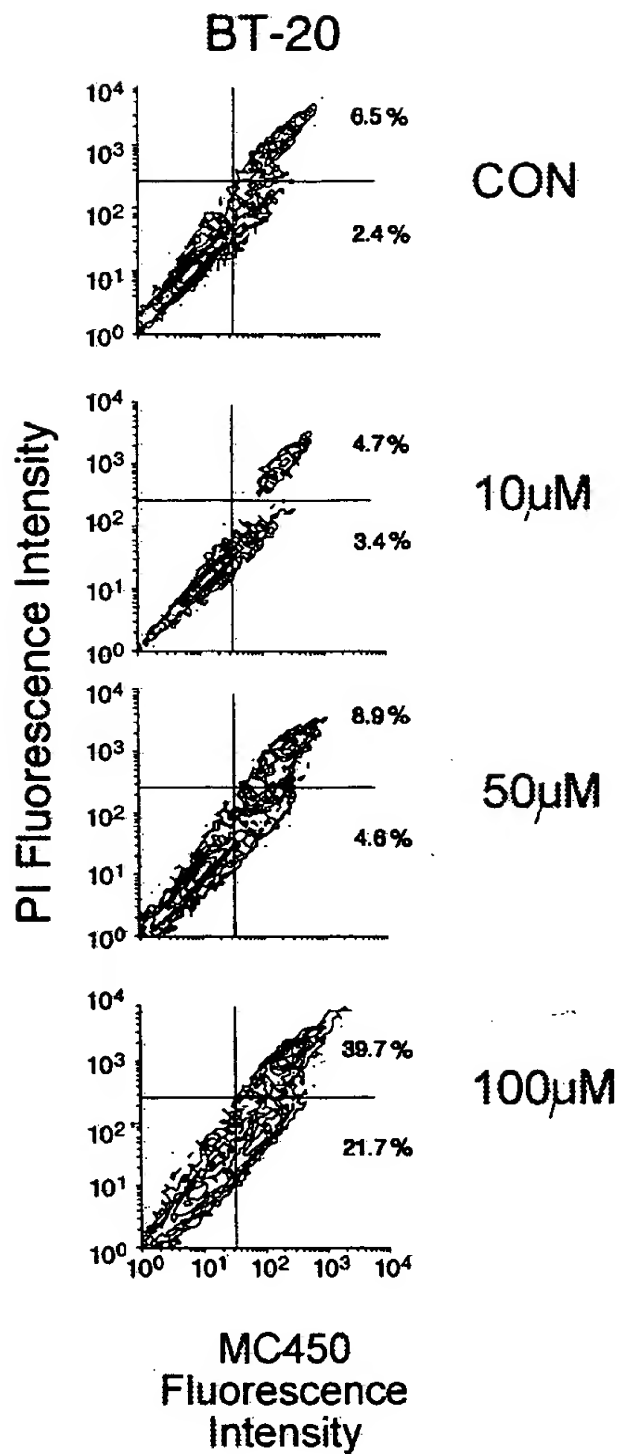 BT-20
PI Fluorescence Intensity
10⁴
10³
10²
10¹
10⁰
6.5%
2.4%
CON
10⁴
10³
10²
10¹
10⁰
4.7%
3.4%
10µM
10⁴
10³
10²
10¹
10⁰
8.9%
4.6%
50µM
10⁴
10³
10²
10¹
10⁰
39.7%
21.7%
100µM
10⁰ 10¹ 10² 10³ 10⁴
MC450
Fluorescence
Intensity